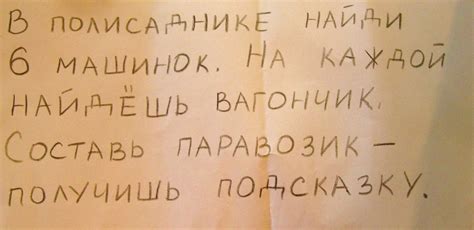 В ПОЛИСАДНИКЕ НАЙДИ
6 МАШИНОК. НА КАЖДОЙ
НАЙДЁШЬ ВАГОНЧИК.
СОСТАВЬ ПАРАВОЗИК –
ПОЛУЧИШЬ ПОДСКАЗКУ.